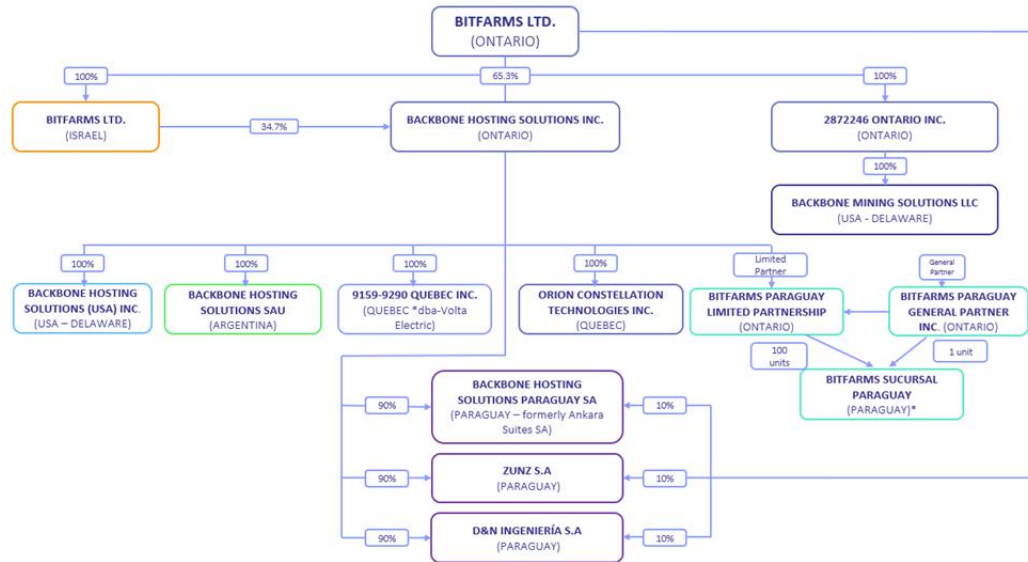 BITFARMS LTD.
(ONTARIO)
100%
65.3%
100%
BITFARMS LTD.
(ISRAEL)
34.7%
BACKBONE HOSTING SOLUTIONS INC.
(ONTARIO)
2872246 ONTARIO INC.
(ONTARIO)
100%
BACKBONE MINING SOLUTIONS LLC
(USA - DELAWARE)
100%
100%
100%
100%
Limited
Partner
General
Partner
BACKBONE HOSTING
SOLUTIONS (USA) INC.
(USA – DELAWARE)
BACKBONE HOSTING
SOLUTIONS SAU
(ARGENTINA)
9159-9290 QUEBEC INC.
(QUEBEC *dba-Volta
Electric)
ORION CONSTELLATION
TECHNOLOGIES INC.
(QUEBEC)
BITFARMS PARAGUAY
LIMITED PARTNERSHIP
(ONTARIO)
BITFARMS PARAGUAY
GENERAL PARTNER
INC. (ONTARIO)
100
units
1 unit
BITFARMS SUCURSAL
PARAGUAY
(PARAGUAY)*
90%
BACKBONE HOSTING
SOLUTIONS PARAGUAY SA
(PARAGUAY – formerly Ankara
Suites SA)
10%
90%
ZUNZ S.A
(PARAGUAY)
10%
90%
D&N INGENIERÍA S.A
(PARAGUAY)
10%